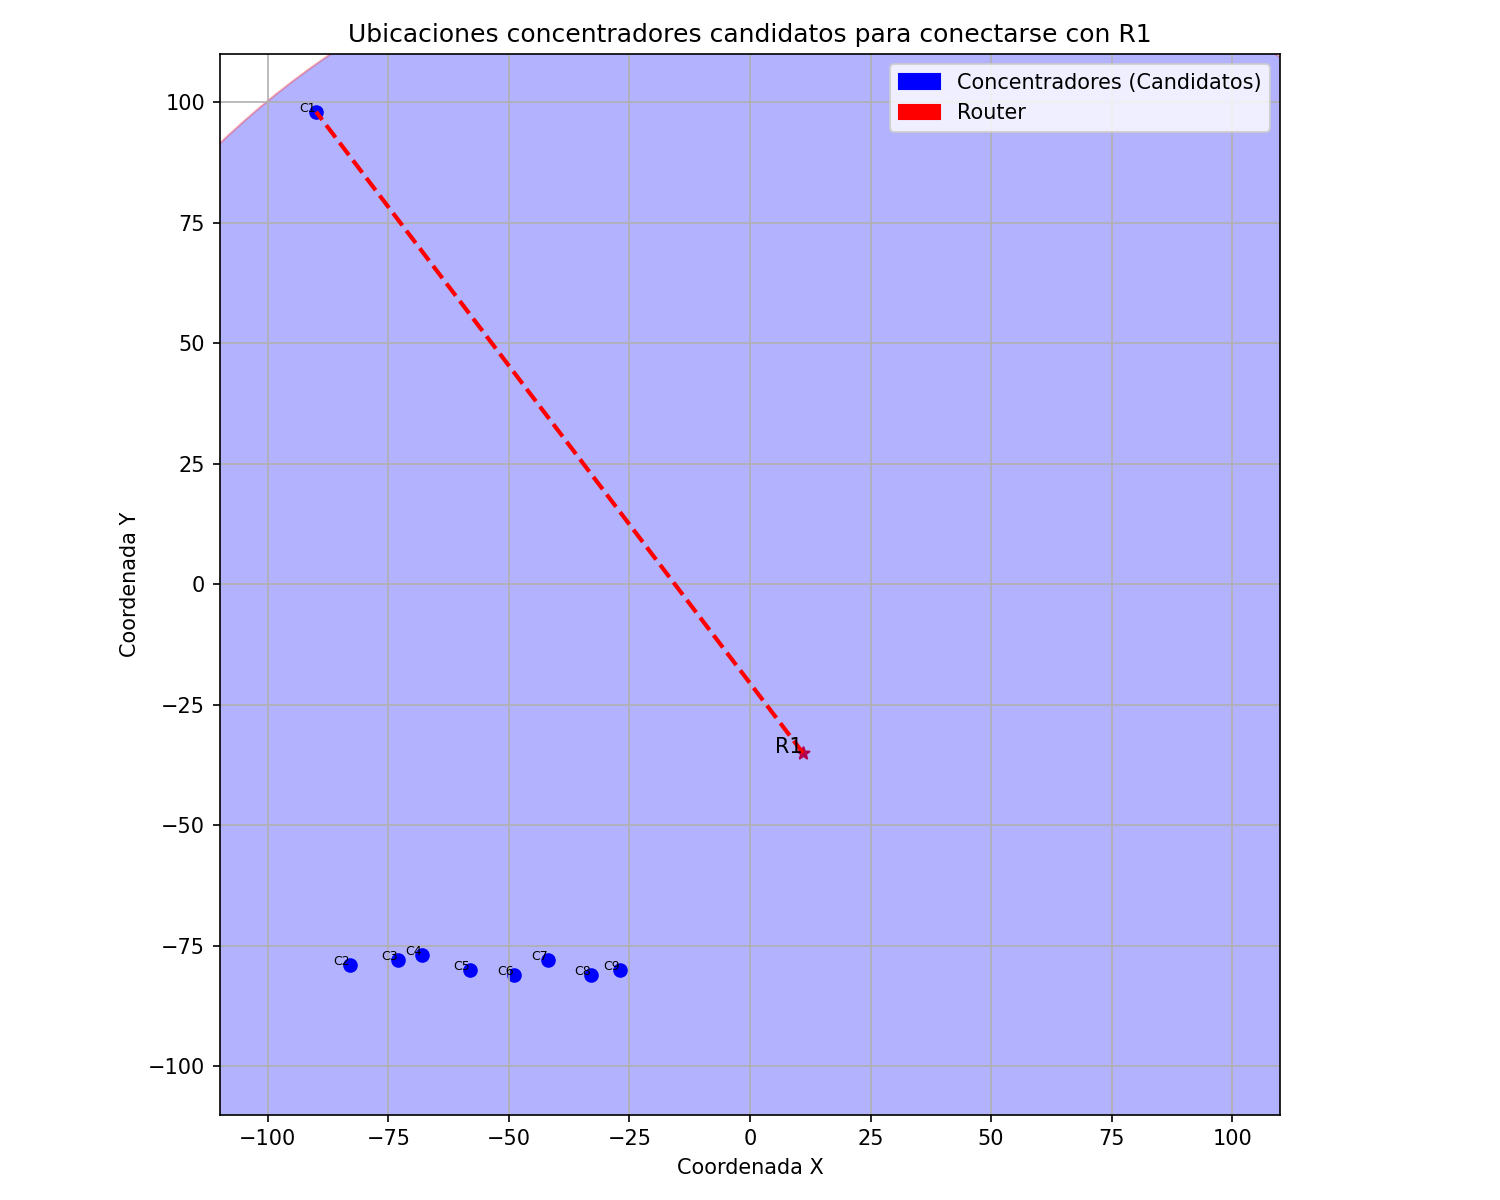 Ubicaciones concentradores candidatos para conectarse con R1
Concentradores (Candidatos)
Router
100
75
50
25
0
−25
−50
−75
−100
Coordenada Y
C1
R1
C2
C3
C4
C5
C6
C7
C8
C9
−100
−75
−50
−25
0
25
50
75
100
Coordenada X